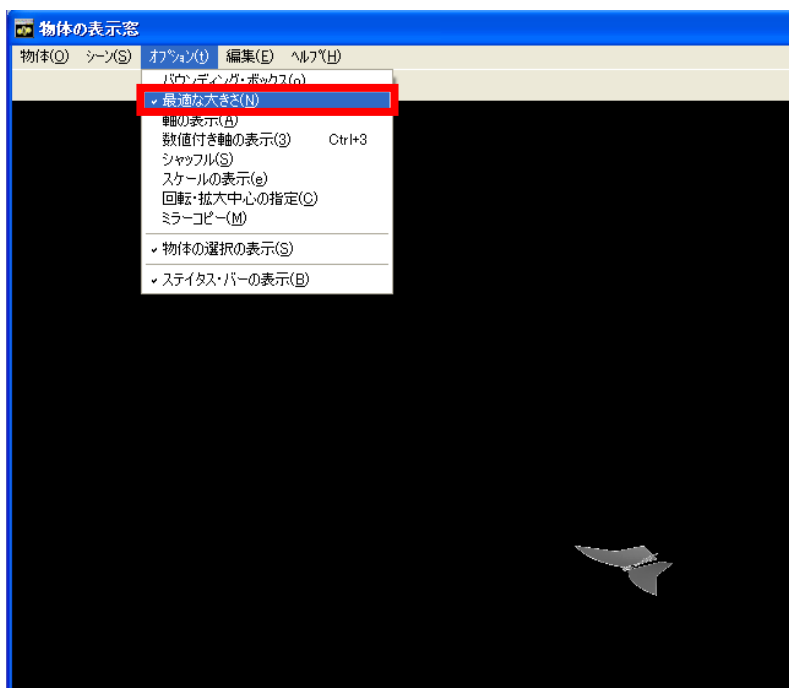 物体の表示窓
物体(O) シーン(S) オプション(t) 編集(E) ヘルプ(H)
バウンディング・ボックス(o)
最適な大きさ(N)
軸の表示(A)
数値付き軸の表示(3) Ctrl+3
シャッフル(S)
スケールの表示(e)
回転・拡大中心の指定(C)
ミラーコピー(M)
物体の選択の表示(S)
ステイタス・バーの表示(B)